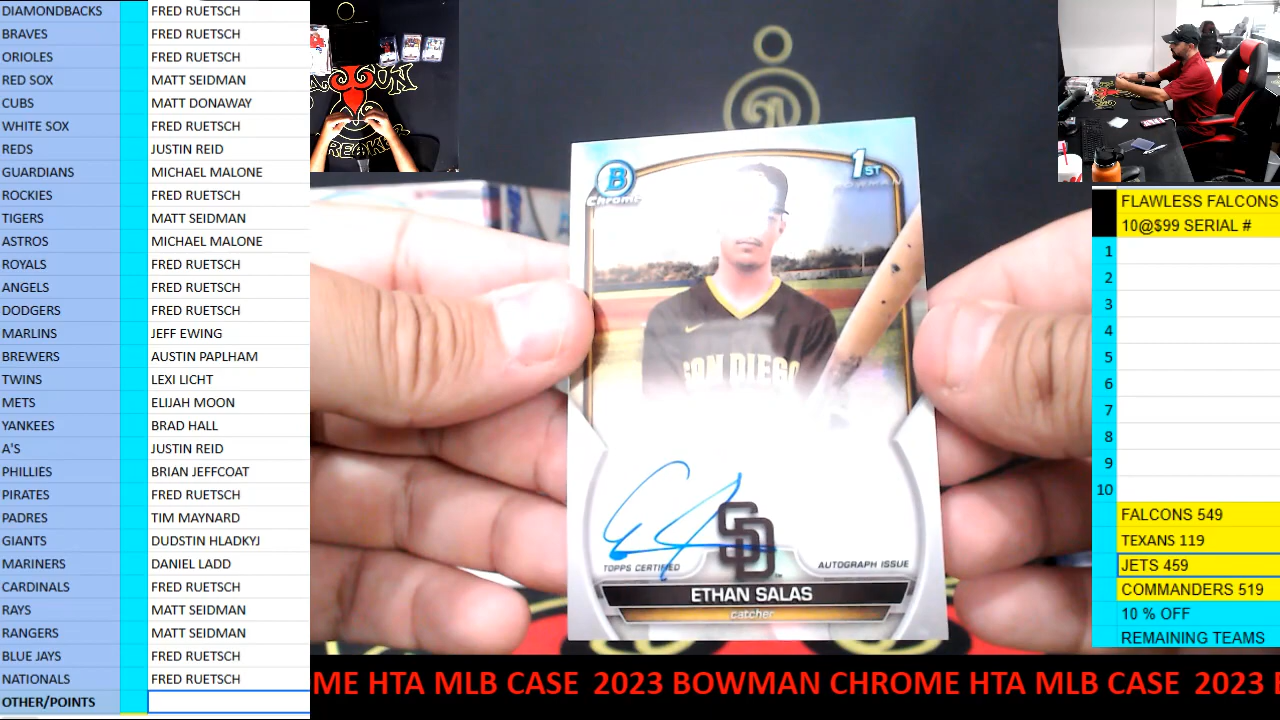 DIAMONDBACKS FRED RUETSCH
BRAVES FRED RUETSCH
ORIOLES FRED RUETSCH
RED SOX MATT SEIDMAN
CUBS MATT DONAWAY
WHITE SOX FRED RUETSCH
REDS JUSTIN REID
GUARDIANS MICHAEL MALONE
ROCKIES FRED RUETSCH
TIGERS MATT SEIDMAN
ASTROS MICHAEL MALONE
ROYALS FRED RUETSCH
ANGELS FRED RUETSCH
DODGERS FRED RUETSCH
MARLINS JEFF EWING
BREWERS AUSTIN PAPLHAM
TWINS LEXI LICHT
METS ELIJAH MOON
YANKEES BRAD HALL
A'S JUSTIN REID
PHILLIES BRIAN JEFFCOAT
PIRATES FRED RUETSCH
PADRES TIM MAYNARD
GIANTS DUDSTIN HLADKYJ
MARINERS DANIEL LADD
CARDINALS FRED RUETSCH
RAYS MATT SEIDMAN
RANGERS MATT SEIDMAN
BLUE JAYS FRED RUETSCH
NATIONALS FRED RUETSCH
OTHER/POINTS
B
Chrome
1ST
BOWMAN
SAN DIEGO
SD
TOPPS CERTIFIED
AUTOGRAPH ISSUE
ETHAN SALAS
catcher
FLAWLESS FALCONS
10@$99 SERIAL #
1
2
3
4
5
6
7
8
9
10
FALCONS 549
TEXANS 119
JETS 459
COMMANDERS 519
10 % OFF
REMAINING TEAMS
ME HTA MLB CASE 2023 BOWMAN CHROME HTA MLB CASE 2023